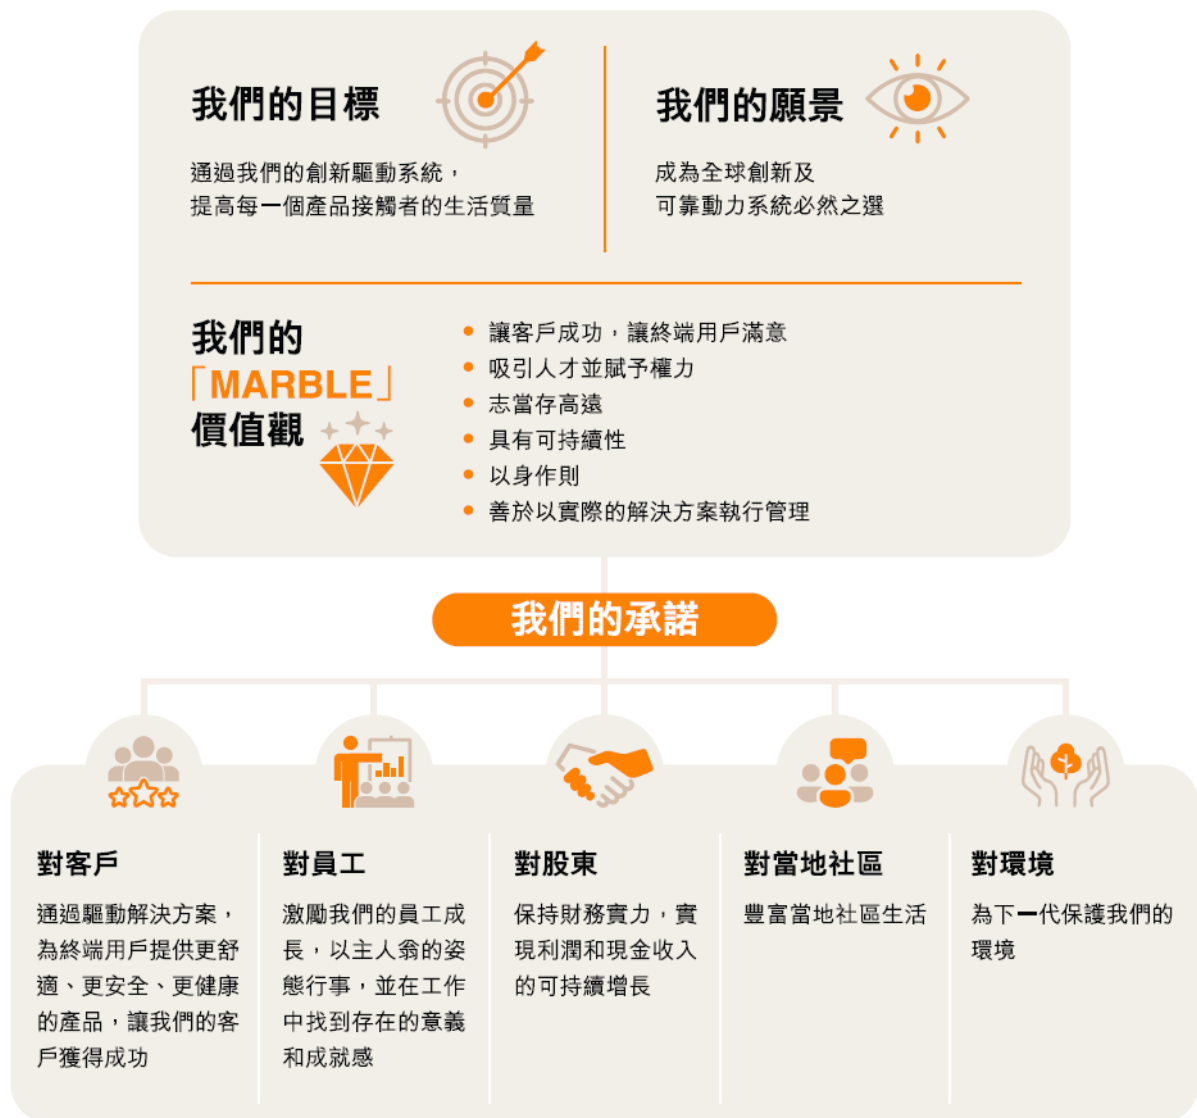 我們的目標
通過我們的創新驅動系統，
提高每一個產品接觸者的生活質量
我們的願景
成為全球創新及
可靠動力系統必然之選
我們的
「MARBLE」
價值觀
• 讓客戶成功，讓終端用戶滿意
• 吸引人才並賦予權力
• 志當存高遠
• 具有可持續性
• 以身作則
• 善於以實際的解決方案執行管理
我們的承諾
對客戶
通過驅動解決方案，
為終端用戶提供更舒
適、更安全、更健康
的產品，讓我們的客
戶獲得成功
對員工
激勵我們的員工成
長，以主人翁的姿
態行事，並在工作
中找到存在的意義
和成就感
對股東
保持財務實力，實
現利潤和現金收入
的可持續增長
對當地社區
豐富當地社區生活
對環境
為下一代保護我們的
環境